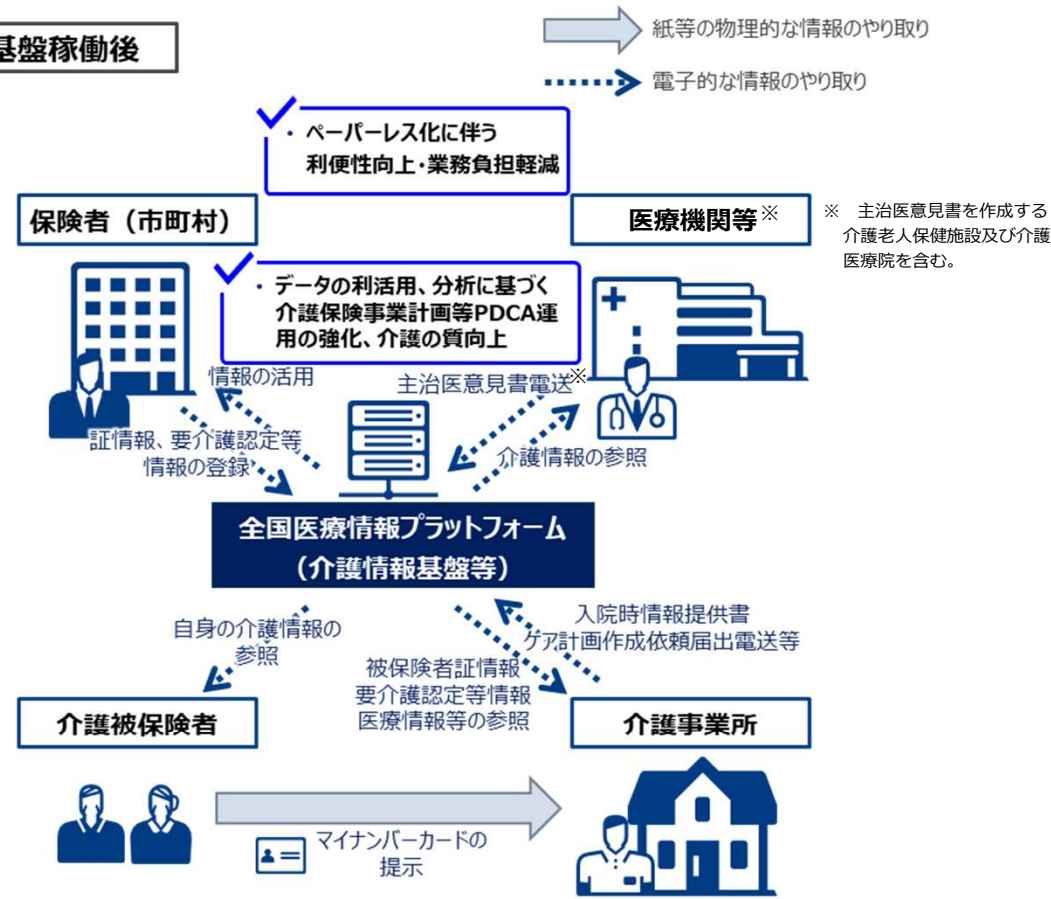 基盤稼働後
紙等の物理的な情報のやり取り
電子的な情報のやり取り
・ ペーパーレス化に伴う
利便性向上・業務負担軽減
保険者（市町村）
医療機関等※
※　主治医意見書を作成する
介護老人保健施設及び介護
医療院を含む。
・ データの利活用、分析に基づく
介護保険事業計画等PDCA運
用の強化、介護の質向上
情報の活用
主治医意見書電送※
証情報、要介護認定等
情報の登録
介護情報の参照
全国医療情報プラットフォーム
（介護情報基盤等）
自身の介護情報の
参照
入院時情報提供書
ケア計画作成依頼届出電送等
被保険者証情報
要介護認定等情報
医療情報等の参照
介護被保険者
介護事業所
マイナンバーカードの
提示